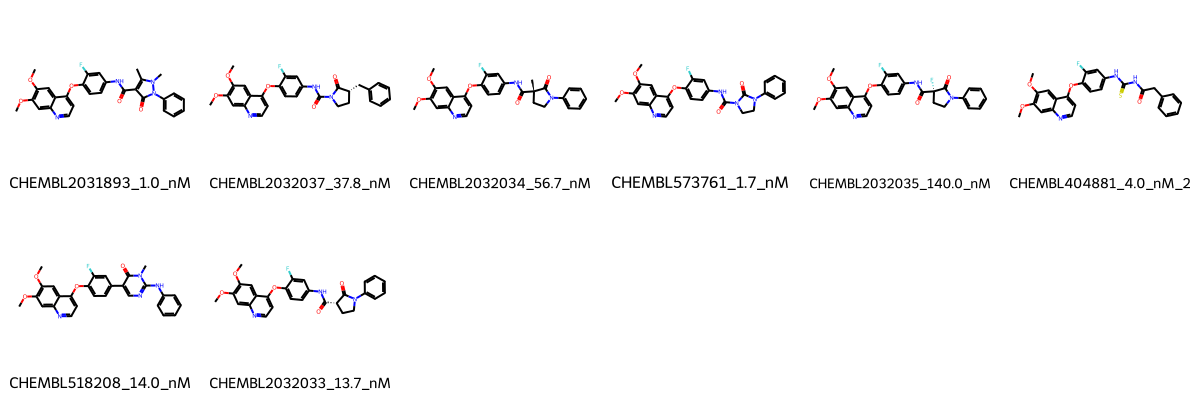 CHEMBL2031893_1.0_nM
CHEMBL2032037_37.8_nM
CHEMBL2032034_56.7_nM
CHEMBL573761_1.7_nM
CHEMBL2032035_140.0_nM
CHEMBL404881_4.0_nM_2
CHEMBL518208_14.0_nM
CHEMBL2032033_13.7_nM